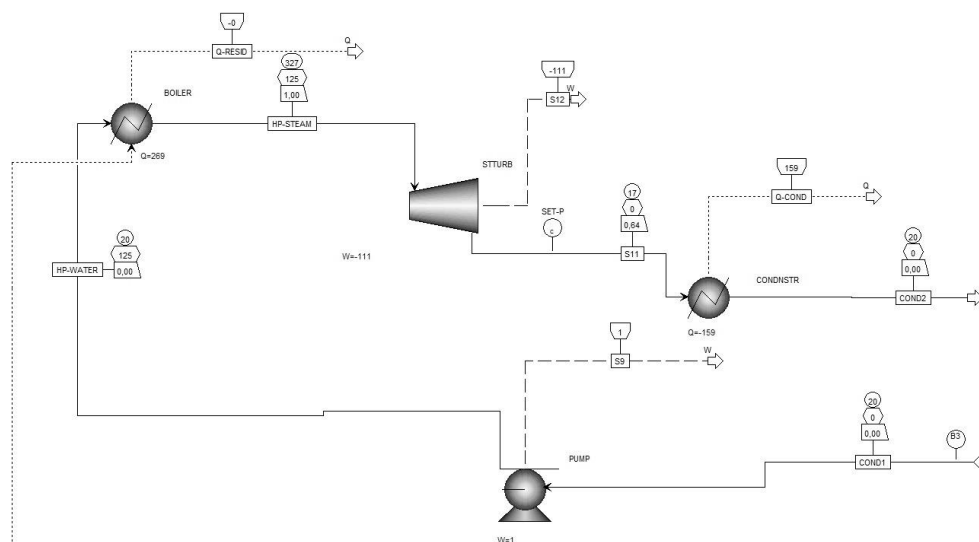 -0
Q-RESID
Q
327
125
1,00
HP-STEAM
BOILER
Q=269
-111
S12
W
STTURB
W=-111
SET-P
c
17
0
0,64
S11
159
Q-COND
Q
20
0
0,00
COND2
CONDNSTR
Q=-159
20
125
0,00
HP-WATER
1
S9
W
20
0
0,00
COND1
B3
PUMP
W=1